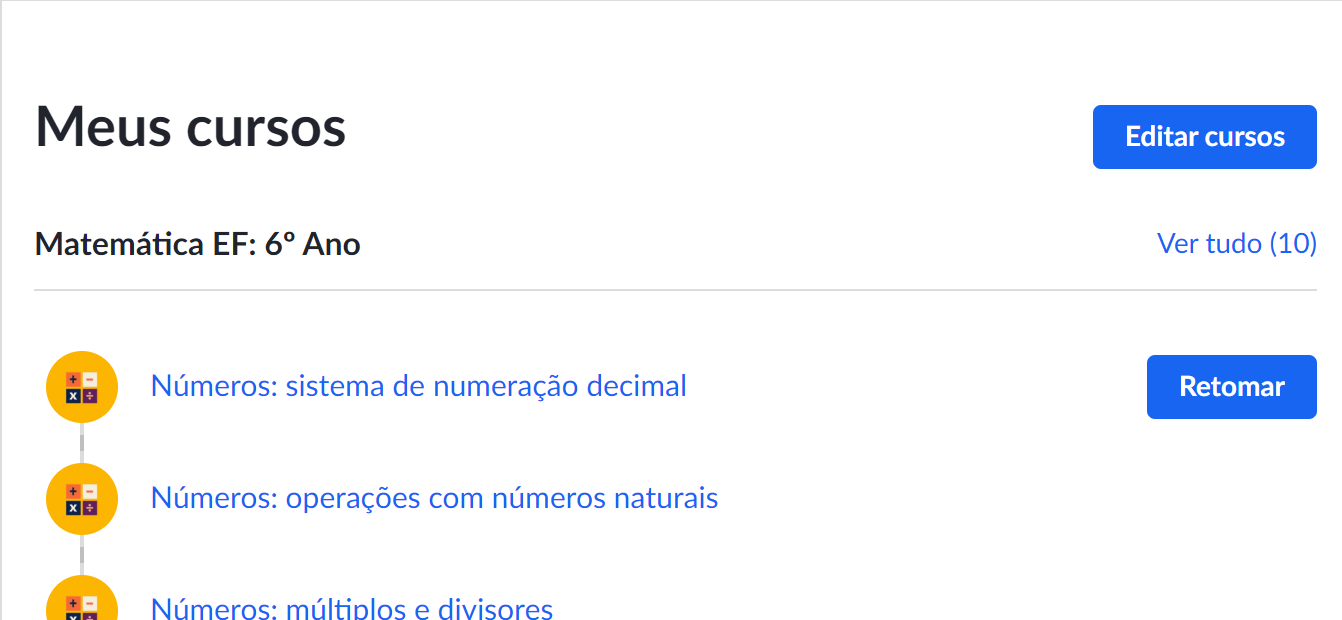 Meus cursos
Editar cursos
Matemática EF: 6º Ano
Ver tudo (10)
Números: sistema de numeração decimal
Retomar
Números: operações com números naturais
Números: múltiplos e divisores